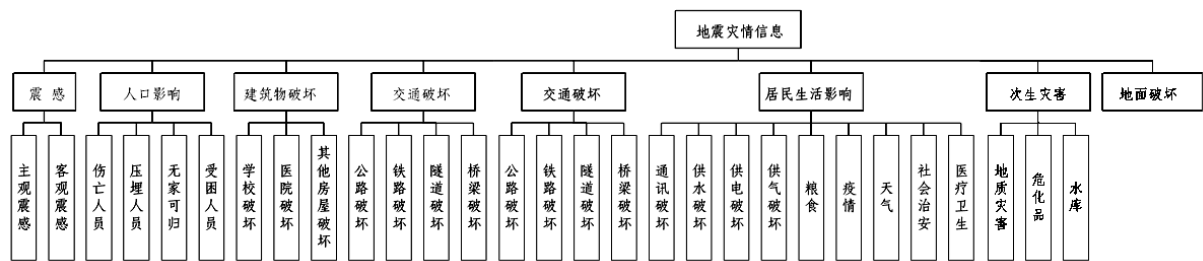 地震灾情信息
震感
人口影响
建筑物破坏
交通破坏
交通破坏
居民生活影响
次生灾害
地面破坏
主观震感
客观震感
伤亡人员
压埋人员
无家可归
受困人员
学校破坏
医院破坏
其他房屋破坏
公路破坏
铁路破坏
隧道破坏
桥梁破坏
公路破坏
铁路破坏
隧道破坏
桥梁破坏
通讯破坏
供水破坏
供电破坏
供气破坏
粮食
疫情
天气
社会治安
医疗卫生
地质灾害
危化品
水库